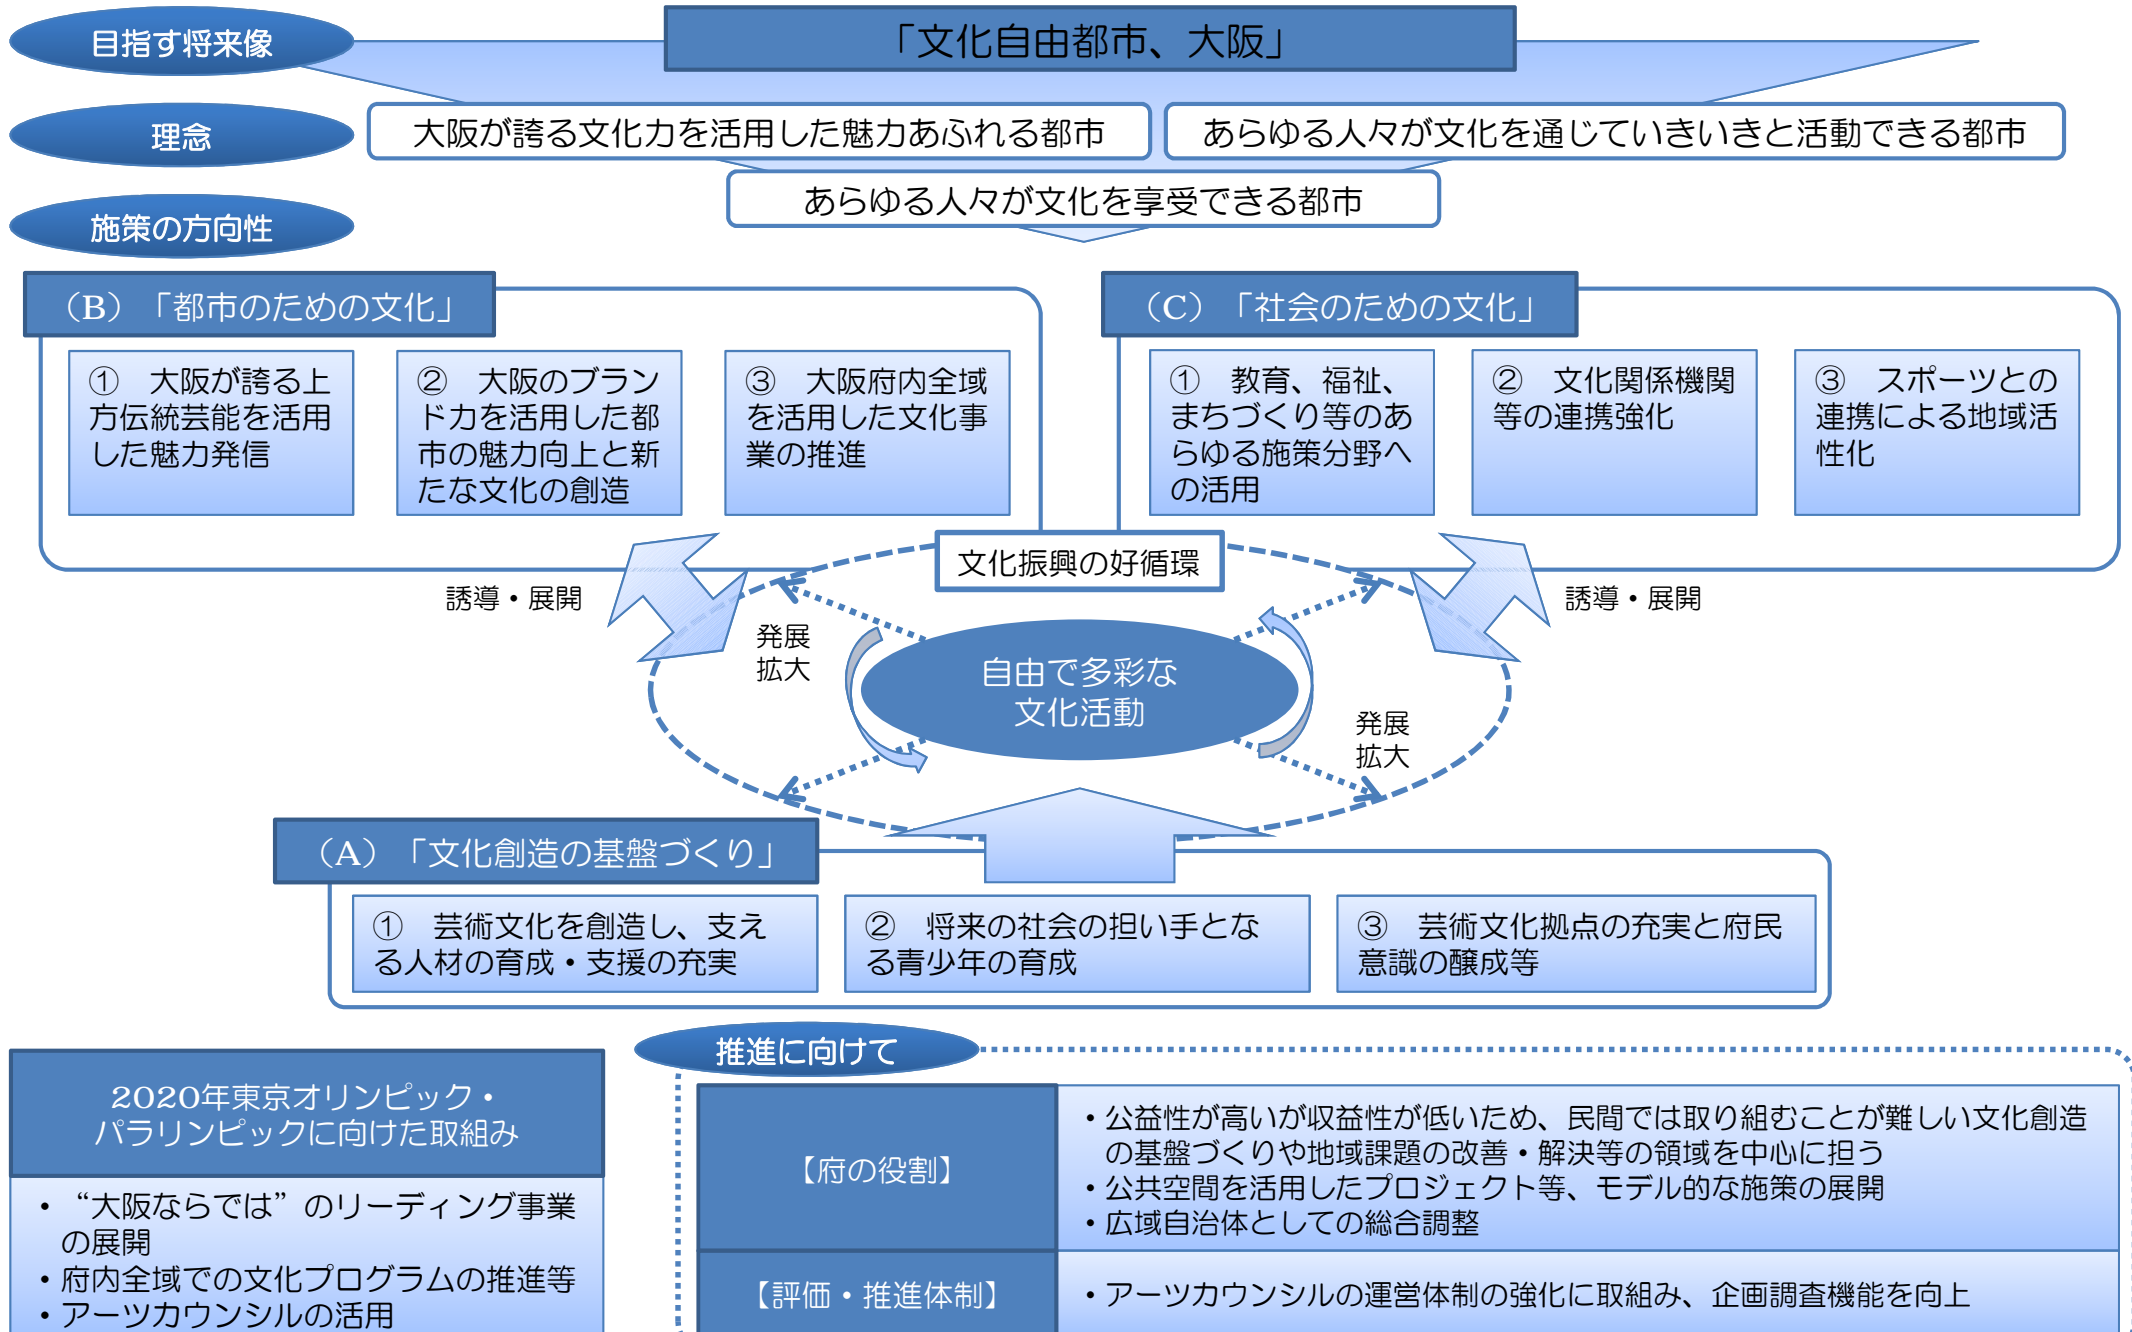 目指す将来像
「文化自由都市、大阪」
理念
大阪が誇る文化力を活用した魅力あふれる都市
あらゆる人々が文化を通じていきいきと活動できる都市
あらゆる人々が文化を享受できる都市
施策の方向性
（B）「都市のための文化」
① 大阪が誇る上
方伝統芸能を活用
した魅力発信
② 大阪のブラン
ド力を活用した都
市の魅力向上と新
たな文化の創造
③ 大阪府内全域
を活用した文化事
業の推進
（C）「社会のための文化」
① 教育、福祉、
まちづくり等のあ
らゆる施策分野へ
の活用
② 文化関係機関
等の連携強化
③ スポーツとの
連携による地域活
性化
文化振興の好循環
誘導・展開
誘導・展開
発展
拡大
自由で多彩な
文化活動
発展
拡大
（A）「文化創造の基盤づくり」
① 芸術文化を創造し、支え
る人材の育成・支援の充実
② 将来の社会の担い手とな
る青少年の育成
③ 芸術文化拠点の充実と府民
意識の醸成等
2020年東京オリンピック・
パラリンピックに向けた取組み
・“大阪ならでは”のリーディング事業
の展開
・府内全域での文化プログラムの推進等
・アーツカウンシルの活用
推進に向けて
【府の役割】
・公益性が高いが収益性が低いため、民間では取り組むことが難しい文化創造
の基盤づくりや地域課題の改善・解決等の領域を中心に担う
・公共空間を活用したプロジェクト等、モデル的な施策の展開
・広域自治体としての総合調整
【評価・推進体制】
・アーツカウンシルの運営体制の強化に取組み、企画調査機能を向上